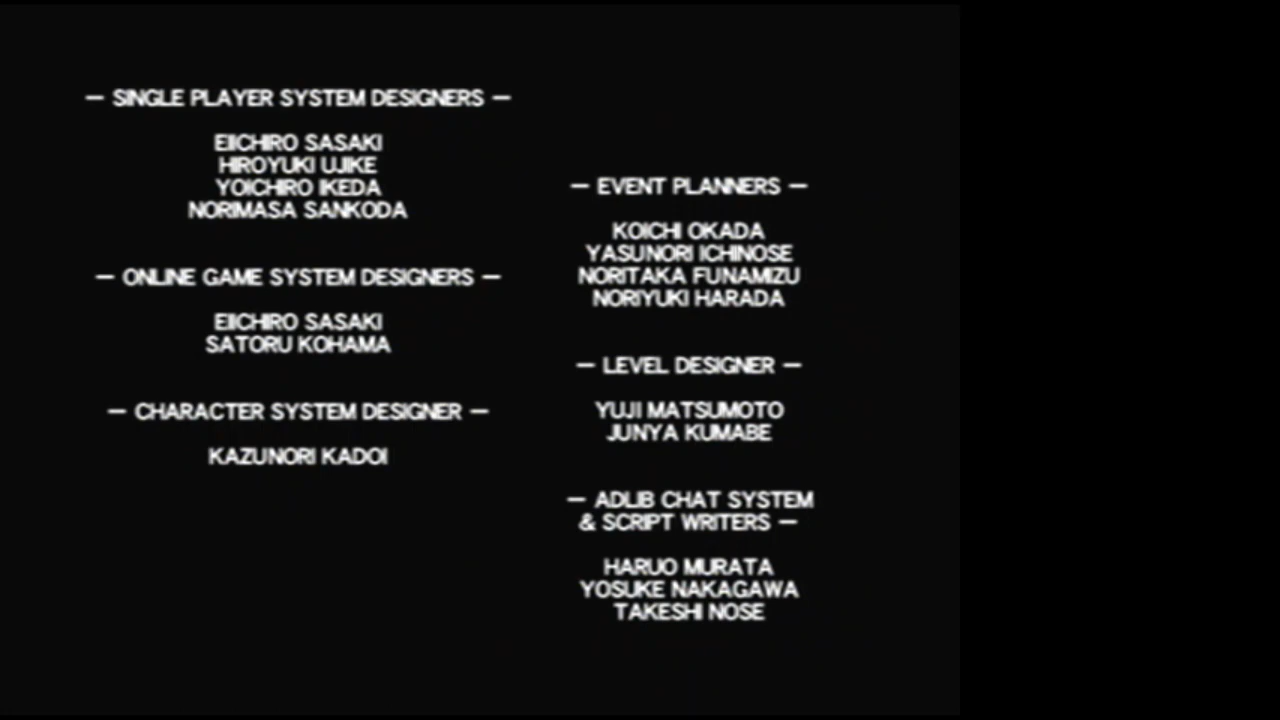 — SINGLE PLAYER SYSTEM DESIGNERS —
EIICHIRO SASAKI
HIROYUKI UJIKE
YOICHIRO IKEDA
NORIMASA SANKODA
— ONLINE GAME SYSTEM DESIGNERS —
EIICHIRO SASAKI
SATORU KOHAMA
— CHARACTER SYSTEM DESIGNER —
KAZUNORI KADOI
— EVENT PLANNERS —
KOICHI OKADA
YASUNORI ICHINOSE
NORITAKA FUNAMIZU
NORIYUKI HARADA
— LEVEL DESIGNER —
YUJI MATSUMOTO
JUNYA KUMABE
— ADLIB CHAT SYSTEM
& SCRIPT WRITERS —
HARUO MURATA
YOSUKE NAKAGAWA
TAKESHI NOSE